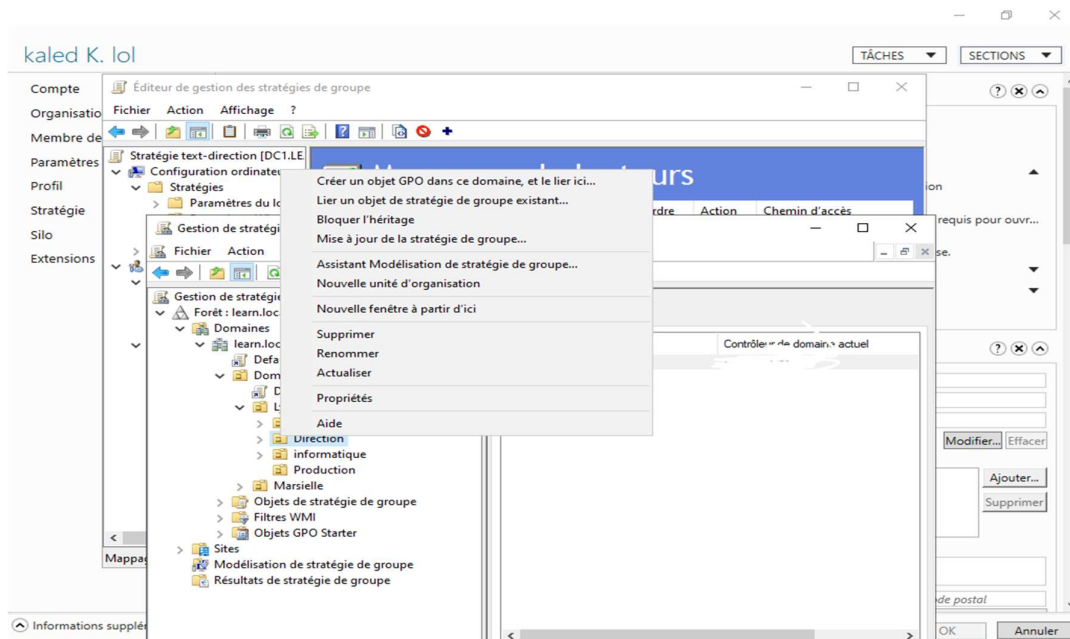 kaled K. lol
TÂCHES
SECTIONS
Compte
Organisatio
Membre de
Paramètres
Profil
Stratégie
Silo
Extensions
Éditeur de gestion des stratégies de groupe
Fichier Action Affichage ?
Stratégie text-direction [DC1.LE
Configuration ordinateu
Stratégies
Paramètres du lo
urs
rdre Action Chemin d'accès
ion
requis pour ouvr...
se.
Créer un objet GPO dans ce domaine, et le lier ici...
Lier un objet de stratégie de groupe existant...
Bloquer l'héritage
Mise à jour de la stratégie de groupe...
Assistant Modélisation de stratégie de groupe...
Nouvelle unité d'organisation
Nouvelle fenêtre à partir d'ici
Supprimer
Renommer
Actualiser
Propriétés
Aide
Gestion de stratégi
Fichier Action
Gestion de stratégie
Forêt : learn.loc
Domaines
learn.loc
Defa
Dom
D
Direction
informatique
Production
Marsielle
Objets de stratégie de groupe
Filtres WMI
Objets GPO Starter
Sites
Modélisation de stratégie de groupe
Résultats de stratégie de groupe
Contrôleur de domaine actuel
Mappag
Modifier... Effacer
Ajouter...
Supprimer
de postal
Informations supplé
OK
Annuler